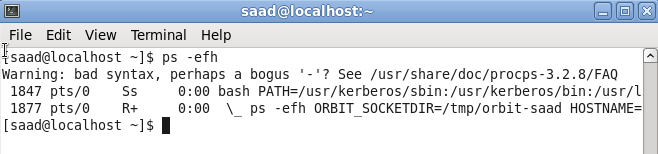 saad@localhost:~
File Edit View Terminal Help
[saad@localhost ~]$ ps -efh
Warning: bad syntax, perhaps a bogus '-'? See /usr/share/doc/procps-3.2.8/FAQ
 1847 pts/0    Ss     0:00 bash PATH=/usr/kerberos/sbin:/usr/kerberos/bin:/usr/l
 1877 pts/0    R+     0:00  \_ ps -efh ORBIT_SOCKETDIR=/tmp/orbit-saad HOSTNAME=
[saad@localhost ~]$